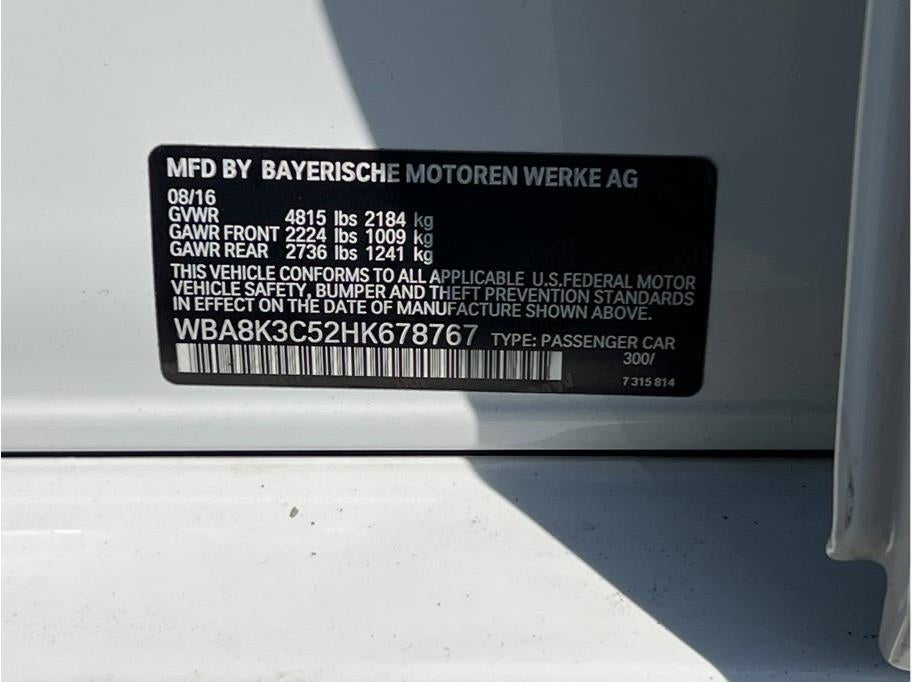 MFD BY BAYERISCHE MOTOREN WERKE AG
08/16
GVWR 4815 lbs 2184 kg
GAWR FRONT 2224 lbs 1009 kg
GAWR REAR 2736 lbs 1241 kg
THIS VEHICLE CONFORMS TO ALL APPLICABLE U.S.FEDERAL MOTOR
VEHICLE SAFETY, BUMPER AND THEFT PREVENTION STANDARDS
IN EFFECT ON THE DATE OF MANUFACTURE SHOWN ABOVE.
WBA8K3C52HK678767 TYPE: PASSENGER CAR
300/
7 315 814